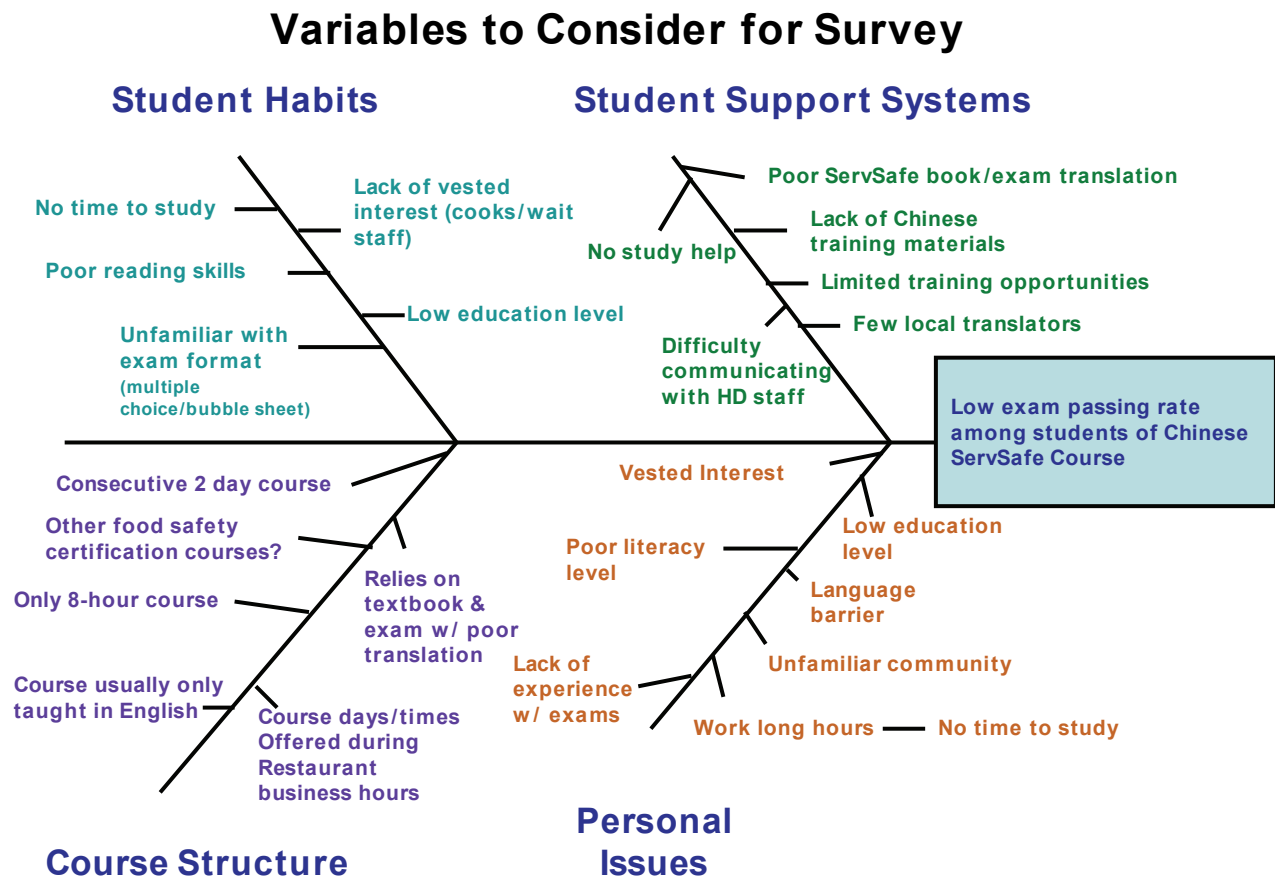 Variables to Consider for Survey
Student Habits
Student Support Systems
No time to study
Lack of vested
interest (cooks/wait
staff)
Poor reading skills
Low education level
Unfamiliar with
exam format
(multiple
choice/bubble sheet)
Poor ServSafe book/exam translation
No study help
Lack of Chinese
training materials
Limited training opportunities
Few local translators
Difficulty
communicating
with HD staff
Low exam passing rate
among students of Chinese
ServSafe Course
Consecutive 2 day course
Other food safety
certification courses?
Only 8-hour course
Relies on
textbook &
exam w/ poor
translation
Course usually only
taught in English
Course days/times
Offered during
Restaurant
business hours
Vested Interest
Low education
level
Poor literacy
level
Language
barrier
Unfamiliar community
Lack of
experience
w/ exams
Work long hours
No time to study
Course Structure
Personal
Issues